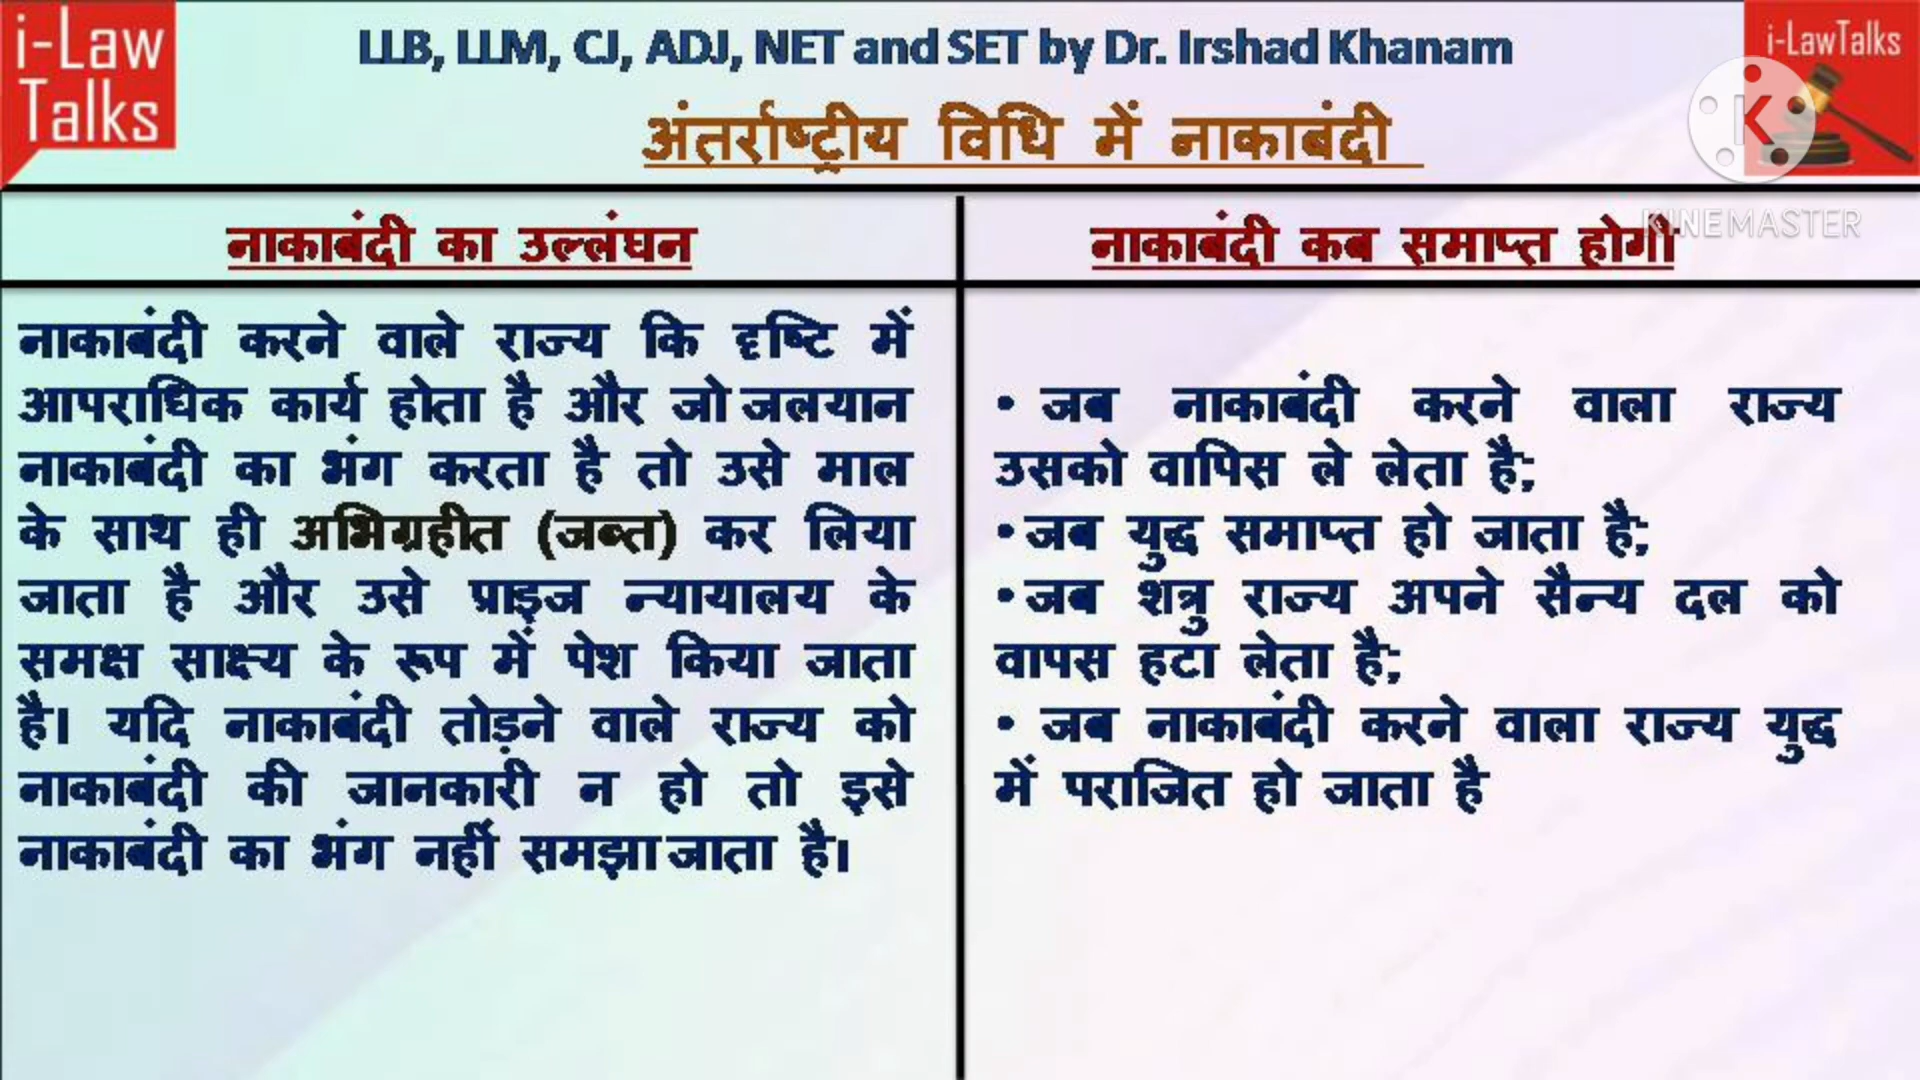 i-Law
Talks
LLB, LLM, CJ, ADJ, NET and SET by Dr. Irshad Khanam
i-LawTalks
K
KINEMASTER
अंतर्राष्ट्रीय विधि में नाकाबंदी
नाकाबंदी का उल्लंघन
नाकाबंदी करने वाले राज्य कि दृष्टि में
आपराधिक कार्य होता है और जो जलयान
नाकाबंदी का भंग करता है तो उसे माल
के साथ ही अभिग्रहीत (जब्त) कर लिया
जाता है और उसे प्राइज न्यायालय के
समक्ष साक्ष्य के रूप में पेश किया जाता
है। यदि नाकाबंदी तोड़ने वाले राज्य को
नाकाबंदी की जानकारी न हो तो इसे
नाकाबंदी का भंग नहीं समझा जाता है।
नाकाबंदी कब समाप्त होगी
• जब नाकाबंदी करने वाला राज्य
उसको वापिस ले लेता है;
•जब युद्ध समाप्त हो जाता है;
•जब शत्रु राज्य अपने सैन्य दल को
वापस हटा लेता है;
• जब नाकाबंदी करने वाला राज्य युद्ध
में पराजित हो जाता है